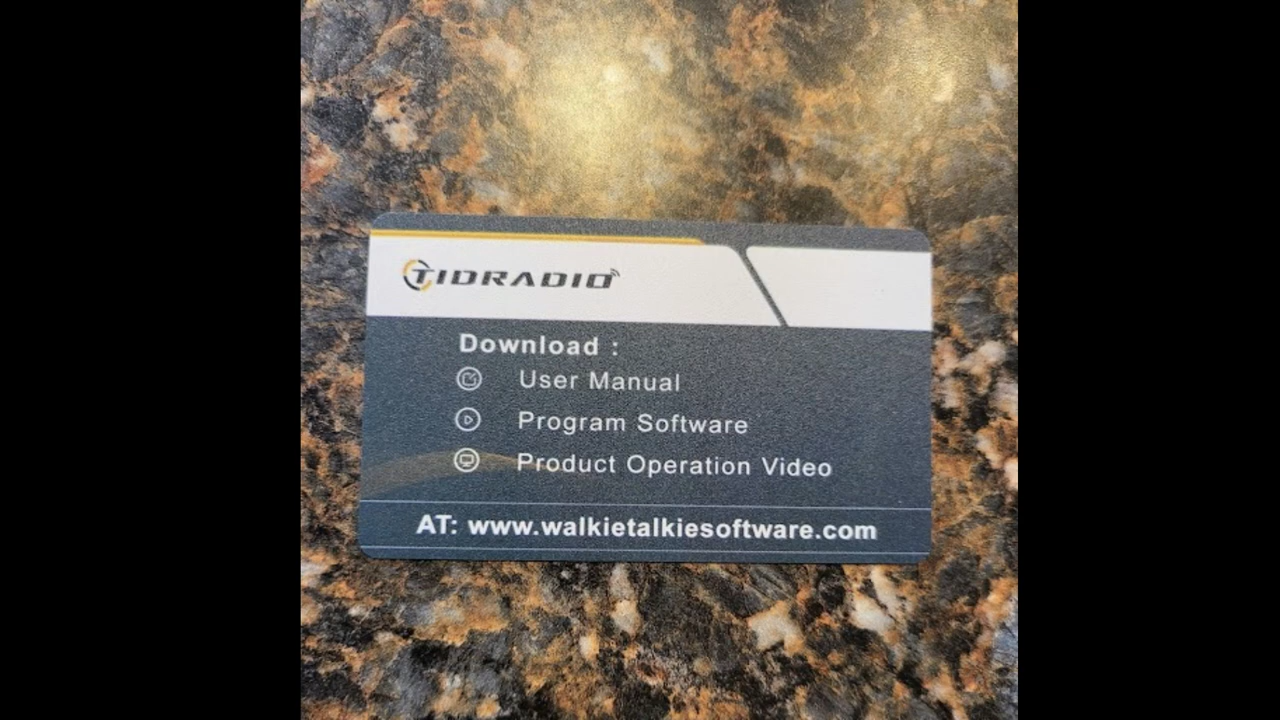 TIDRADIO
Download :
User Manual
Program Software
Product Operation Video
AT: www.walkietalkiesoftware.com